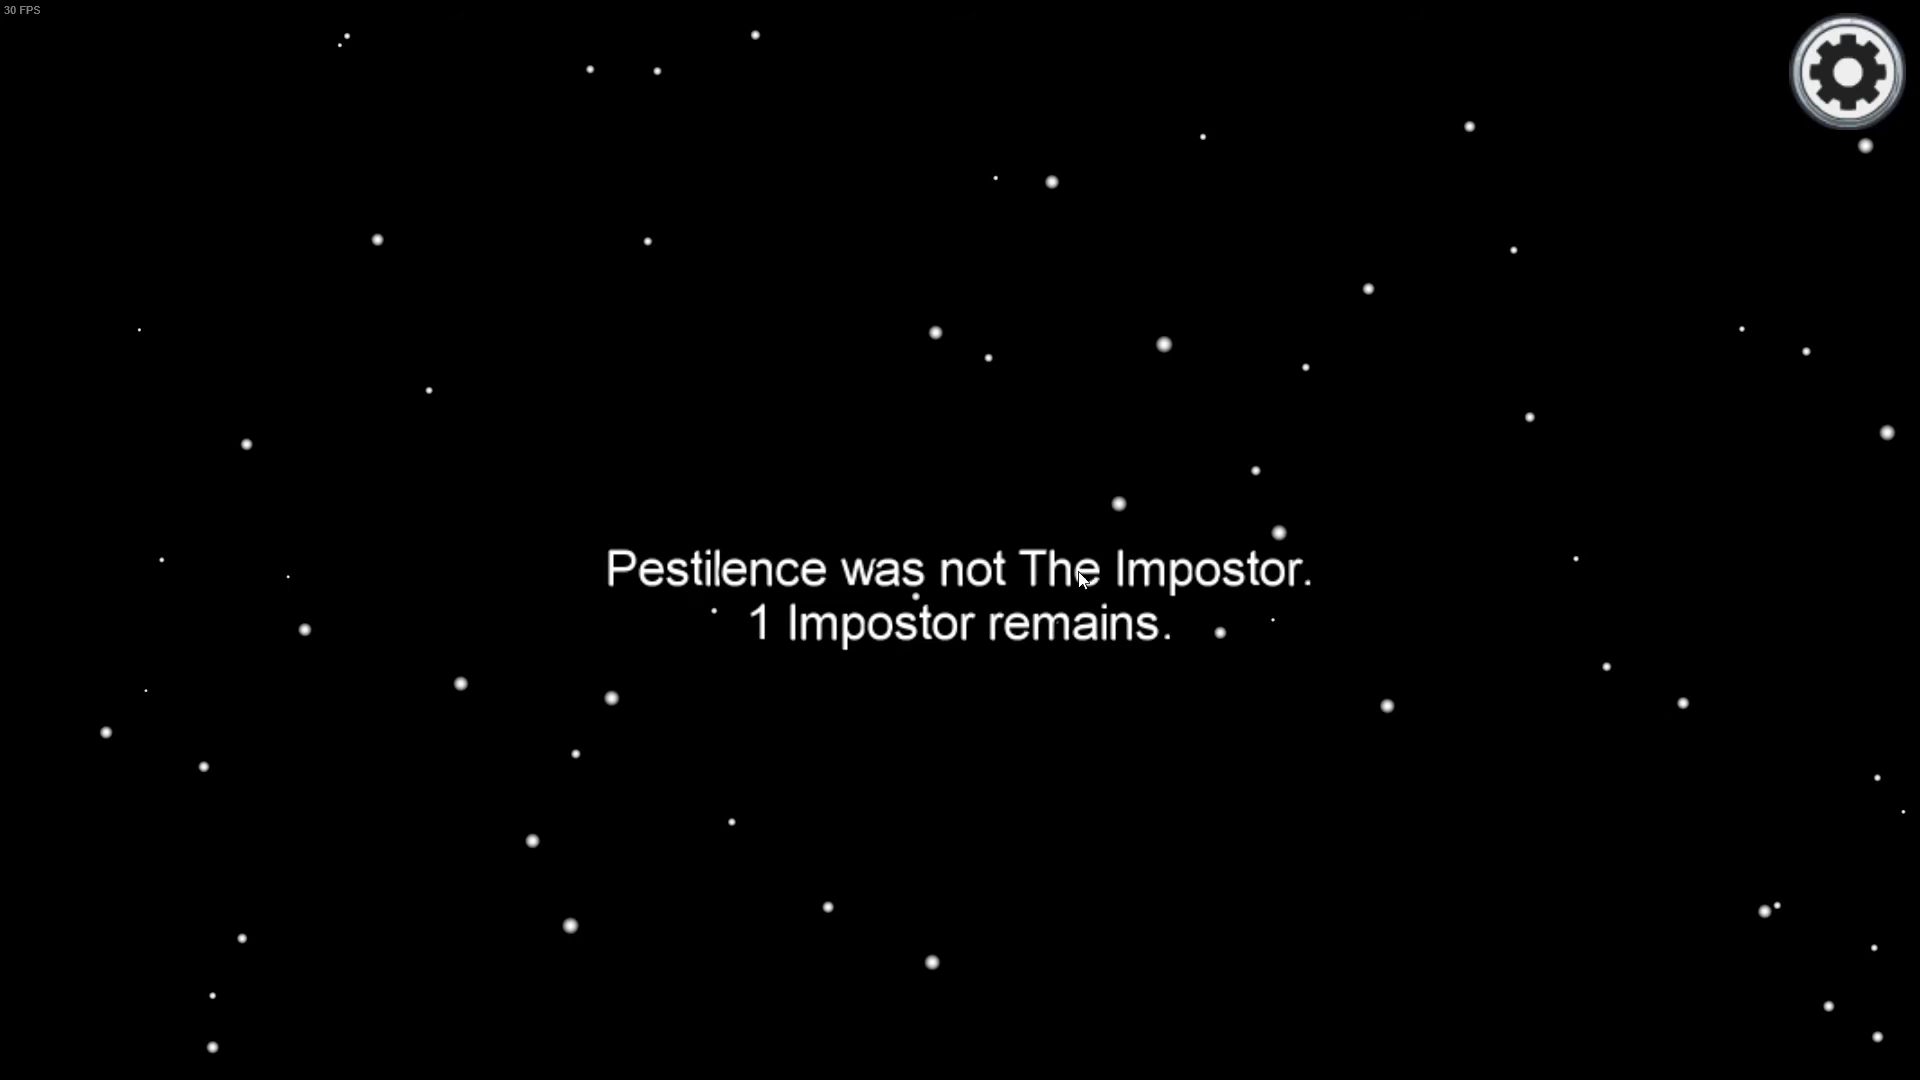 30 FPS
Pestilence was not The Impostor.
1 Impostor remains.